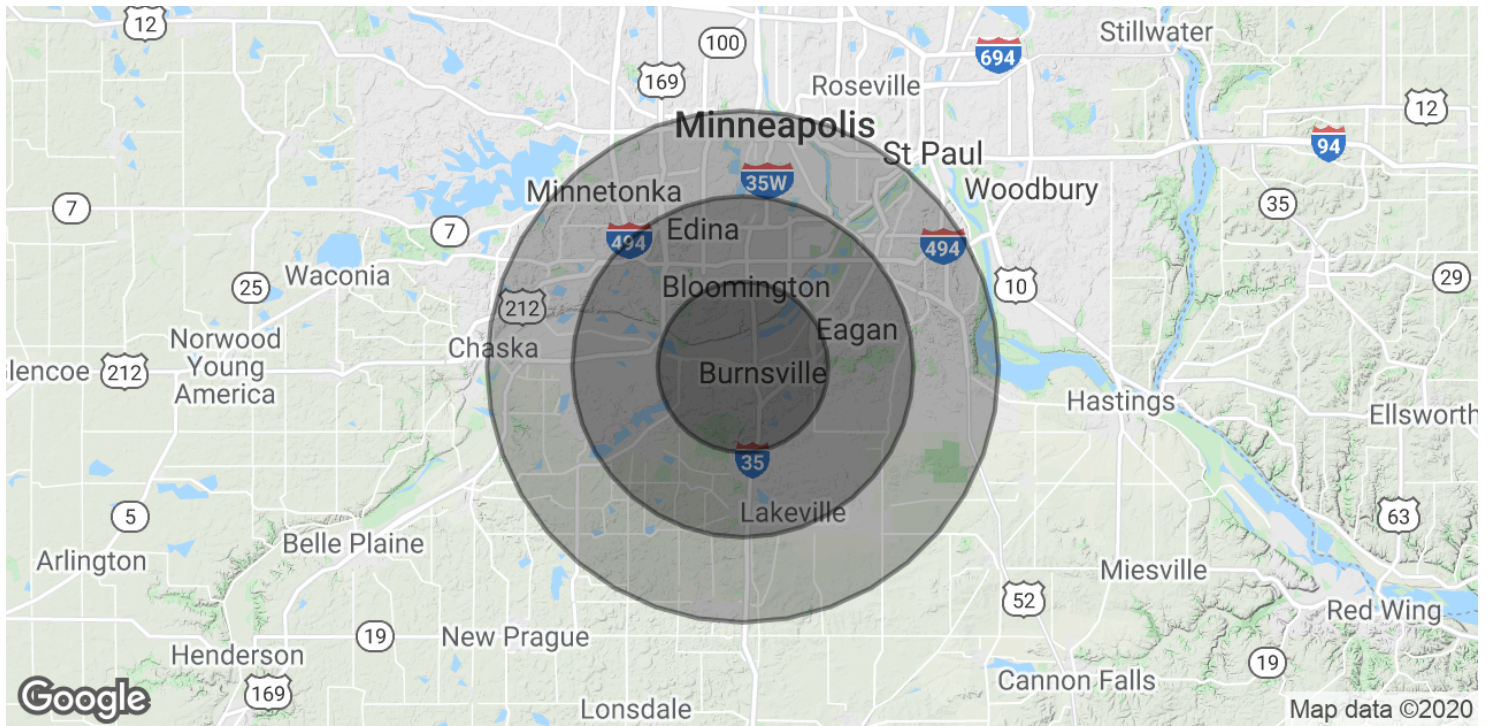 12
Stillwater
100
694
169
Roseville
12
Minneapolis
94
St Paul
35W
Minnetonka
Woodbury
7
35
7
Edina
494
494
Waconia
25
Bloomington
10
29
212
Norwood
Young
America
Chaska
Eagan
Glencoe
212
Burnsville
Hastings
Ellsworth
35
5
Lakeville
63
Belle Plaine
Arlington
Miesville
52
Red Wing
19
New Prague
Henderson
19
169
Cannon Falls
Google
Lonsdale
Map data ©2020